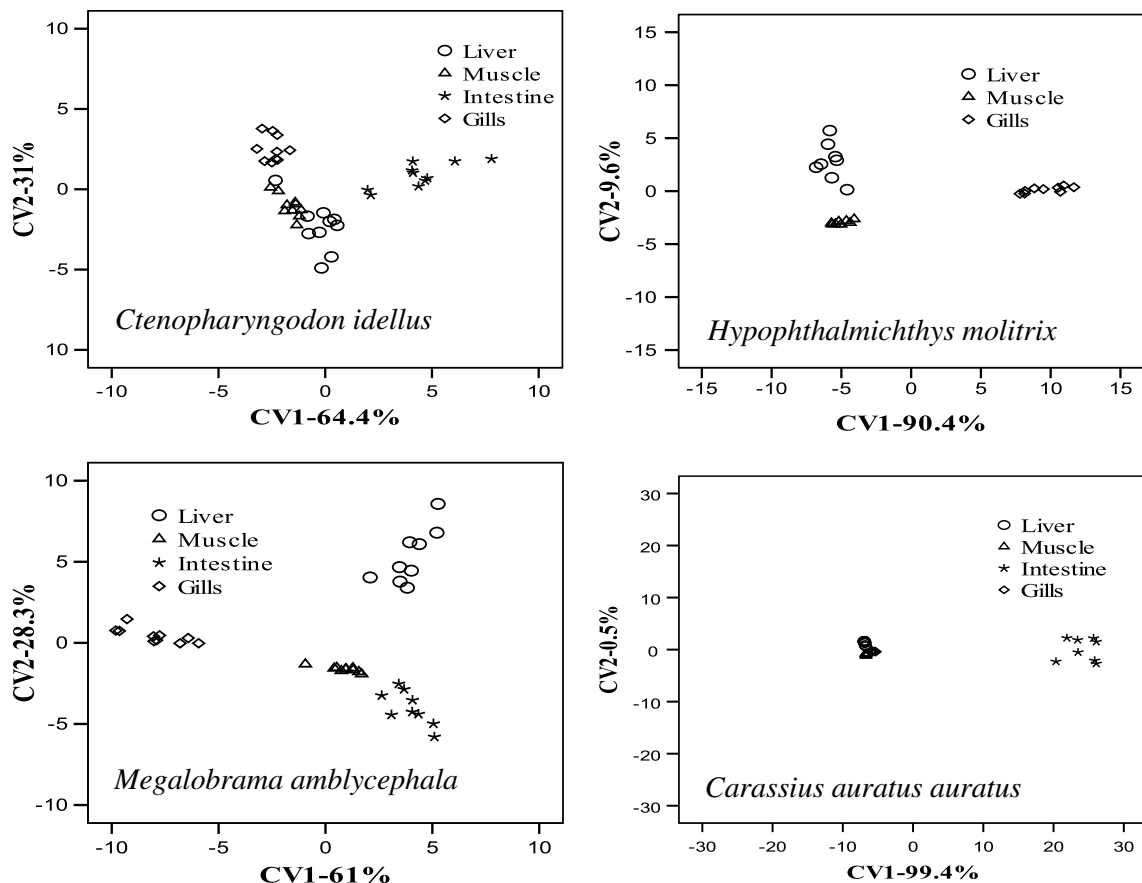 10
5
0
-5
10
CV2-31%
Liver
Muscle
Intestine
Gills
Ctenopharyngodon idellus
-10
-5
0
5
10
CV1-64.4%
15
10
5
0
-5
-10
-15
CV2-9.6%
Liver
Muscle
Gills
Hypophthalmichthys molitrix
-15
-10
-5
0
5
10
15
CV1-90.4%
10
5
0
-5
-10
CV2-28.3%
Liver
Muscle
Intestine
Gills
Megalobrama amblycephala
-10
-5
0
5
10
CV1-61%
30
20
10
0
-10
-20
-30
CV2-0.5%
Liver
Muscle
Intestine
Gills
Carassius auratus auratus
-30
-20
-10
0
10
20
30
CV1-99.4%